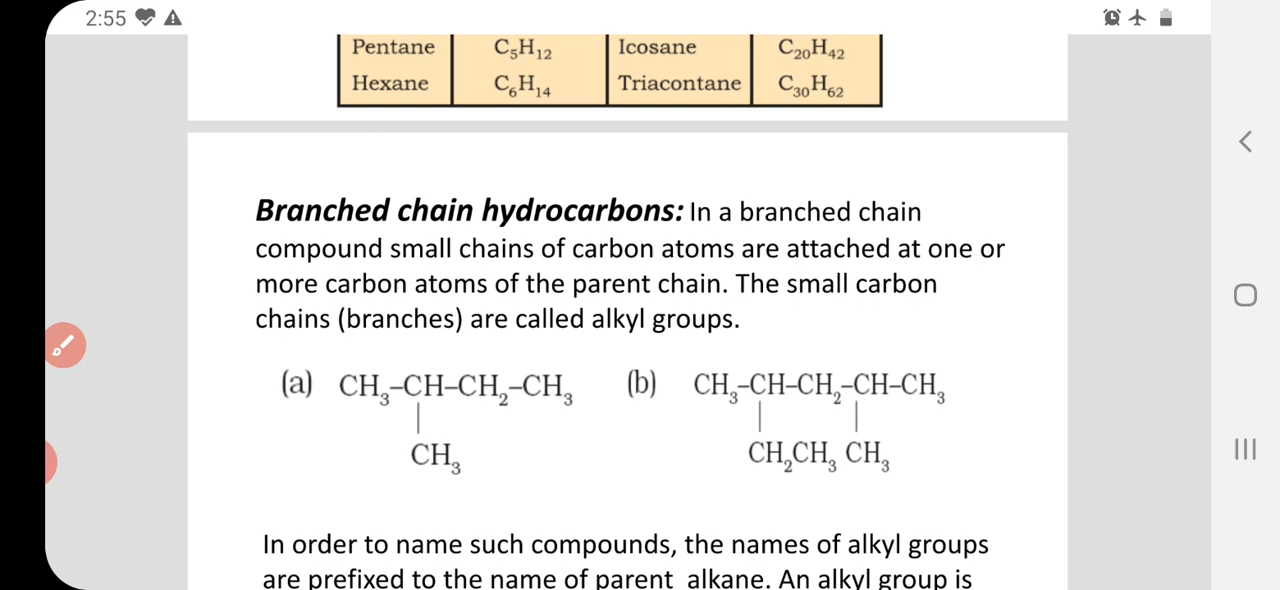 2:55
Pentane C₅H₁₂ Icosane C₂₀H₄₂
Hexane C₆H₁₄ Triacontane C₃₀H₆₂
Branched chain hydrocarbons: In a branched chain
compound small chains of carbon atoms are attached at one or
more carbon atoms of the parent chain. The small carbon
chains (branches) are called alkyl groups.
(a) CH₃–CH–CH₂–CH₃ (b) CH₃–CH–CH₂–CH–CH₃
| | |
CH₃ CH₂CH₃ CH₃
In order to name such compounds, the names of alkyl groups
are prefixed to the name of parent alkane. An alkyl group is